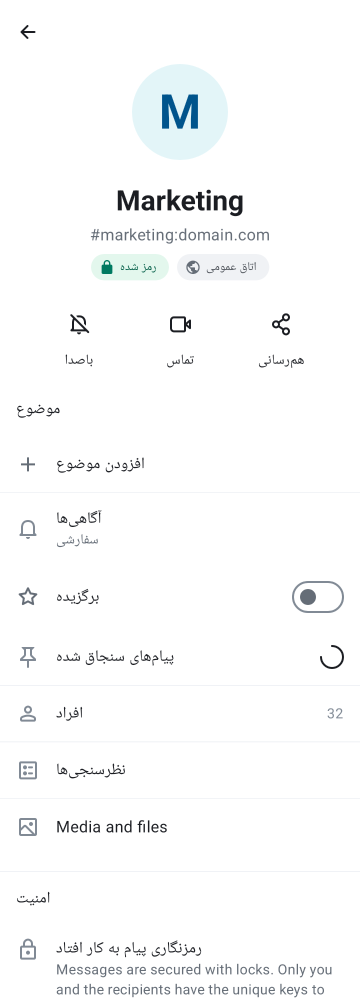 M
Marketing
#marketing:domain.com
رمز شده
اتاق عمومی
باصدا
تماس
هم‌رسانی
موضوع
افزودن موضوع
آگاهی‌ها
سفارشی
برگزیده
پیام‌های سنجاق شده
افراد
32
نظرسنجی‌ها
Media and files
امنیت
رمزنگاری پیام به کار افتاد
Messages are secured with locks. Only you
and the recipients have the unique keys to